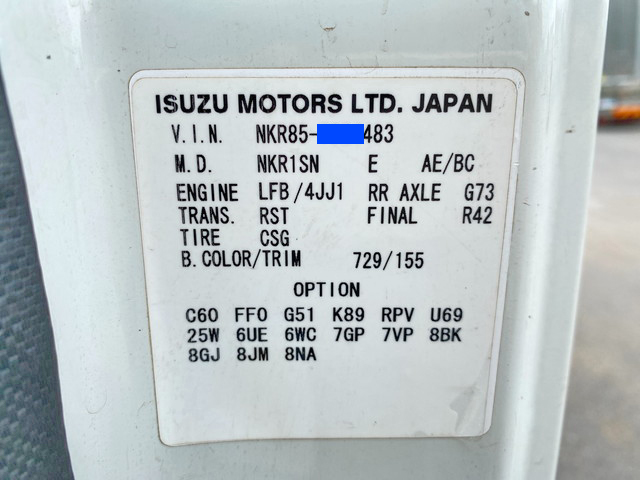 ISUZU MOTORS LTD. JAPAN
V.I.N. NKR85- 483
M.D. NKR1SN E AE/BC
ENGINE LFB/4JJ1 RR AXLE G73
TRANS. RST FINAL R42
TIRE CSG
B.COLOR/TRIM 729/155
OPTION
C60 FFO G51 K89 RPV U69
25W 6UE 6WC 7GP 7VP 8BK
8GJ 8JM 8NA